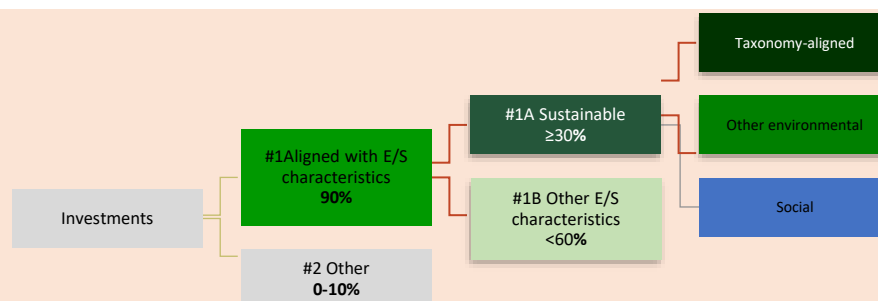 Taxonomy-aligned
#1A Sustainable
≥30%
Other environmental
#1Aligned with E/S
characteristics
90%
#1B Other E/S
characteristics
<60%
Investments
Social
#2 Other
0-10%